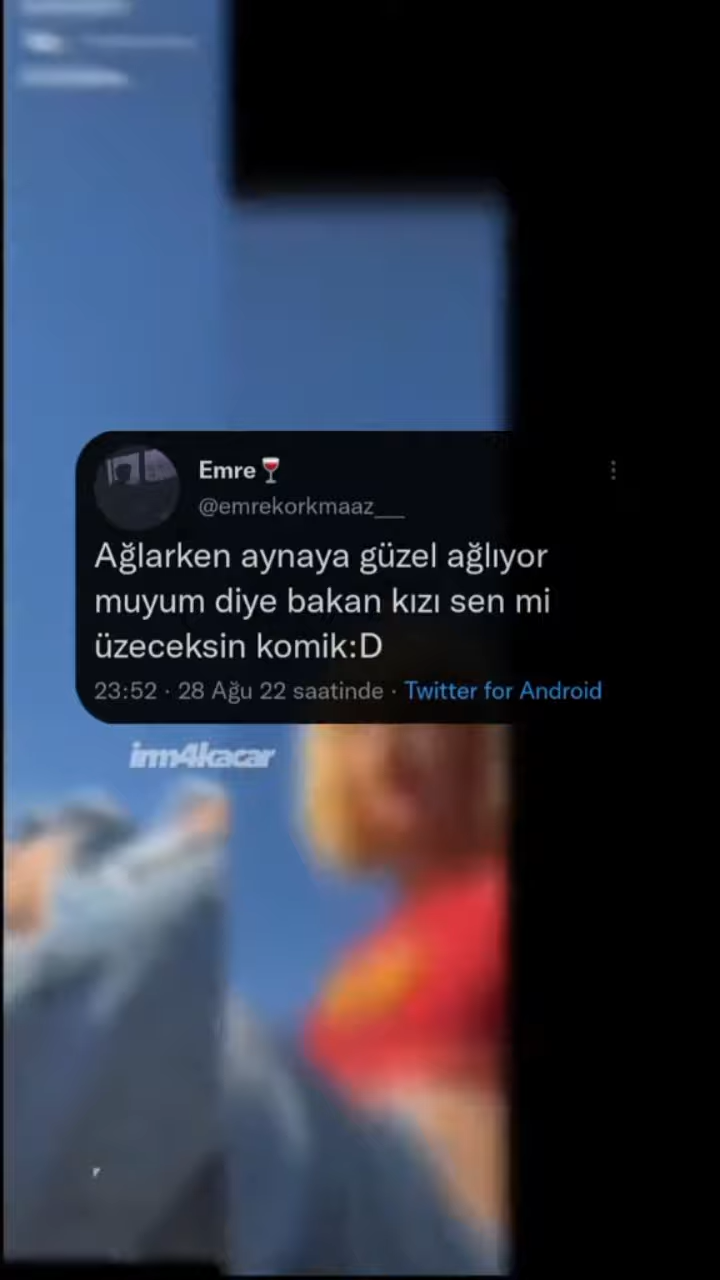 Emre🍷
@emrekorkmaaz___
Ağlarken aynaya güzel ağlıyor
muyum diye bakan kızı sen mi
üzeceksin komik:D
23:52 · 28 Ağu 22 saatinde · Twitter for Android
irm4kacar